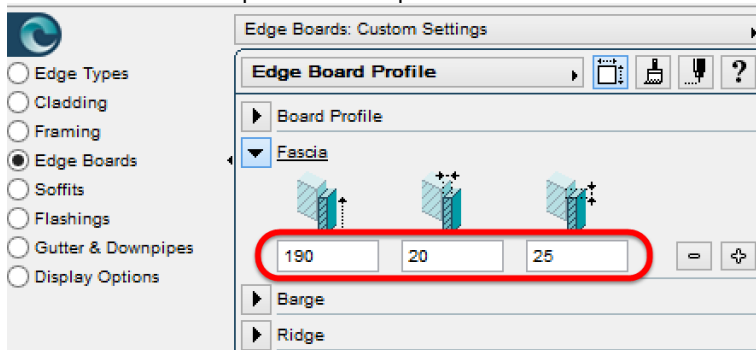 Edge Boards: Custom Settings
Edge Types
Cladding
Framing
Edge Boards
Soffits
Flashings
Gutter & Downpipes
Display Options
Edge Board Profile
?
Board Profile
Fascia
190 20 25
Barge
Ridge